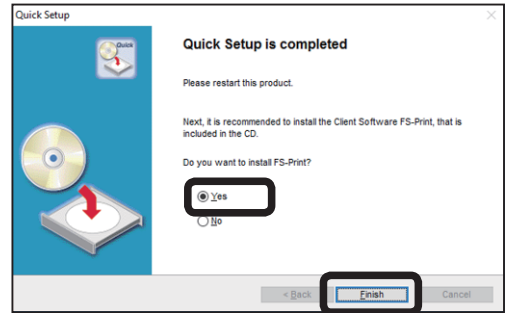 Quick Setup
Quick
Quick Setup is completed
Please restart this product.
Next, it is recommended to install the Client Software FS-Print, that is
included in the CD.
Do you want to install FS-Print?
Yes
No
< Back
Finish
Cancel